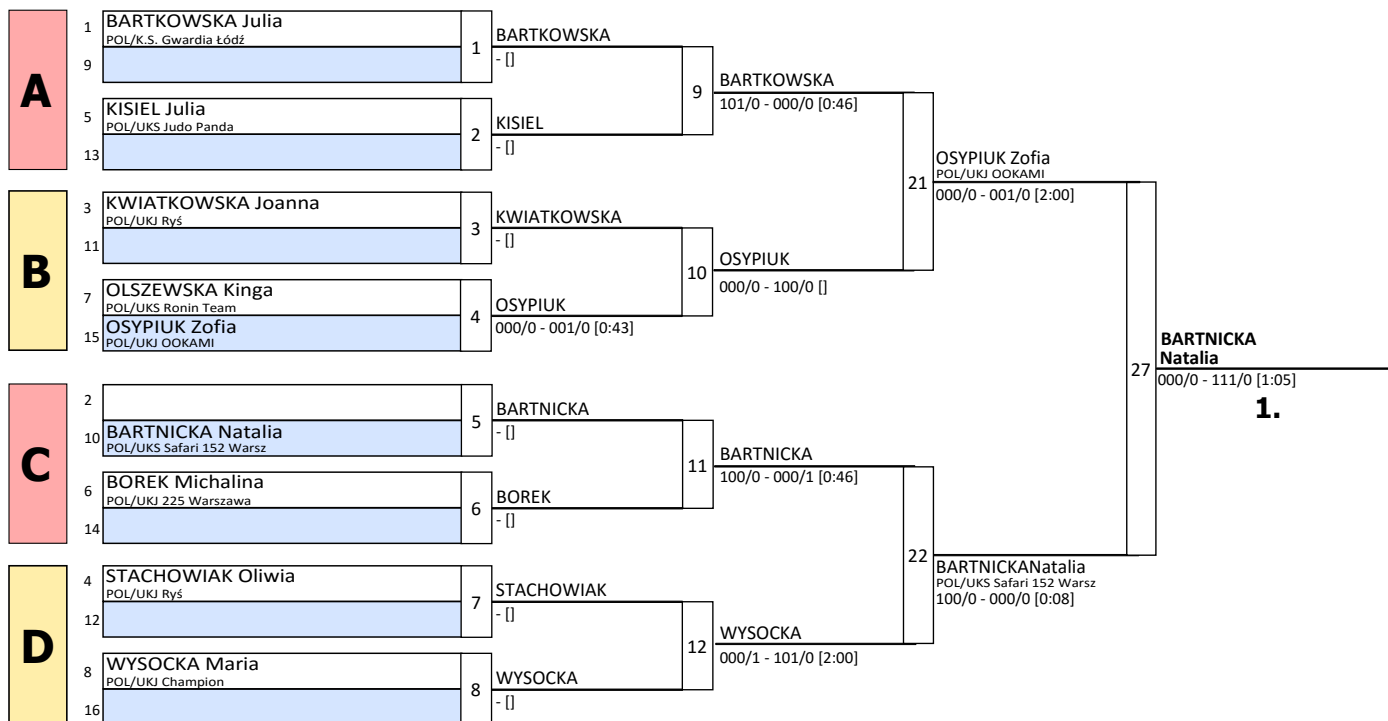 A
1
BARTKOWSKA Julia
POL/K.S. Gwardia Łódź
9
1
BARTKOWSKA
- []
5
KISIEL Julia
POL/UKS Judo Panda
13
2
KISIEL
- []
9
BARTKOWSKA
101/0 - 000/0 [0:46]
B
3
KWIATKOWSKA Joanna
POL/UKJ Ryś
11
3
KWIATKOWSKA
- []
7
OLSZEWSKA Kinga
POL/UKS Ronin Team
15
OSYPIUK Zofia
POL/UKJ OOKAMI
4
OSYPIUK
000/0 - 001/0 [0:43]
10
OSYPIUK
000/0 - 100/0 []
21
OSYPIUK Zofia
POL/UKJ OOKAMI
000/0 - 001/0 [2:00]
C
2
10
BARTNICKA Natalia
POL/UKS Safari 152 Warsz
5
BARTNICKA
- []
6
BOREK Michalina
POL/UKJ 225 Warszawa
14
6
BOREK
- []
11
BARTNICKA
100/0 - 000/1 [0:46]
D
4
STACHOWIAK Oliwia
POL/UKJ Ryś
12
7
STACHOWIAK
- []
8
WYSOCKA Maria
POL/UKJ Champion
16
8
WYSOCKA
- []
12
WYSOCKA
000/1 - 101/0 [2:00]
22
BARTNICKANatalia
POL/UKS Safari 152 Warsz
100/0 - 000/0 [0:08]
27
BARTNICKA
Natalia
000/0 - 111/0 [1:05]
1.